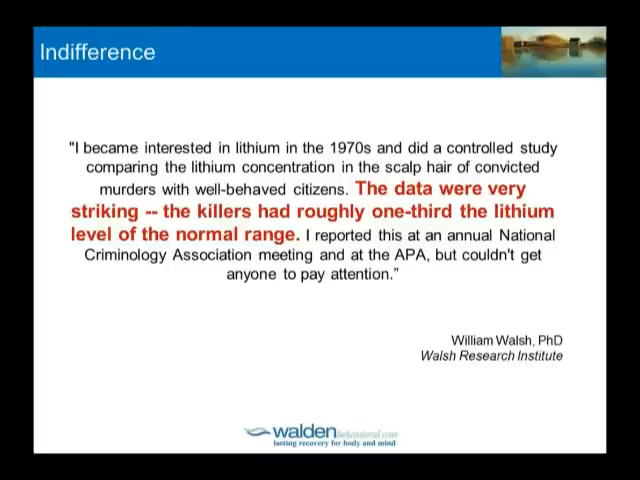 Indifference
"I became interested in lithium in the 1970s and did a controlled study
comparing the lithium concentration in the scalp hair of convicted
murders with well-behaved citizens. The data were very
striking -- the killers had roughly one-third the lithium
level of the normal range. I reported this at an annual National
Criminology Association meeting and at the APA, but couldn't get
anyone to pay attention.”
William Walsh, PhD
Walsh Research Institute
walden behavioral care
lasting recovery for body and mind